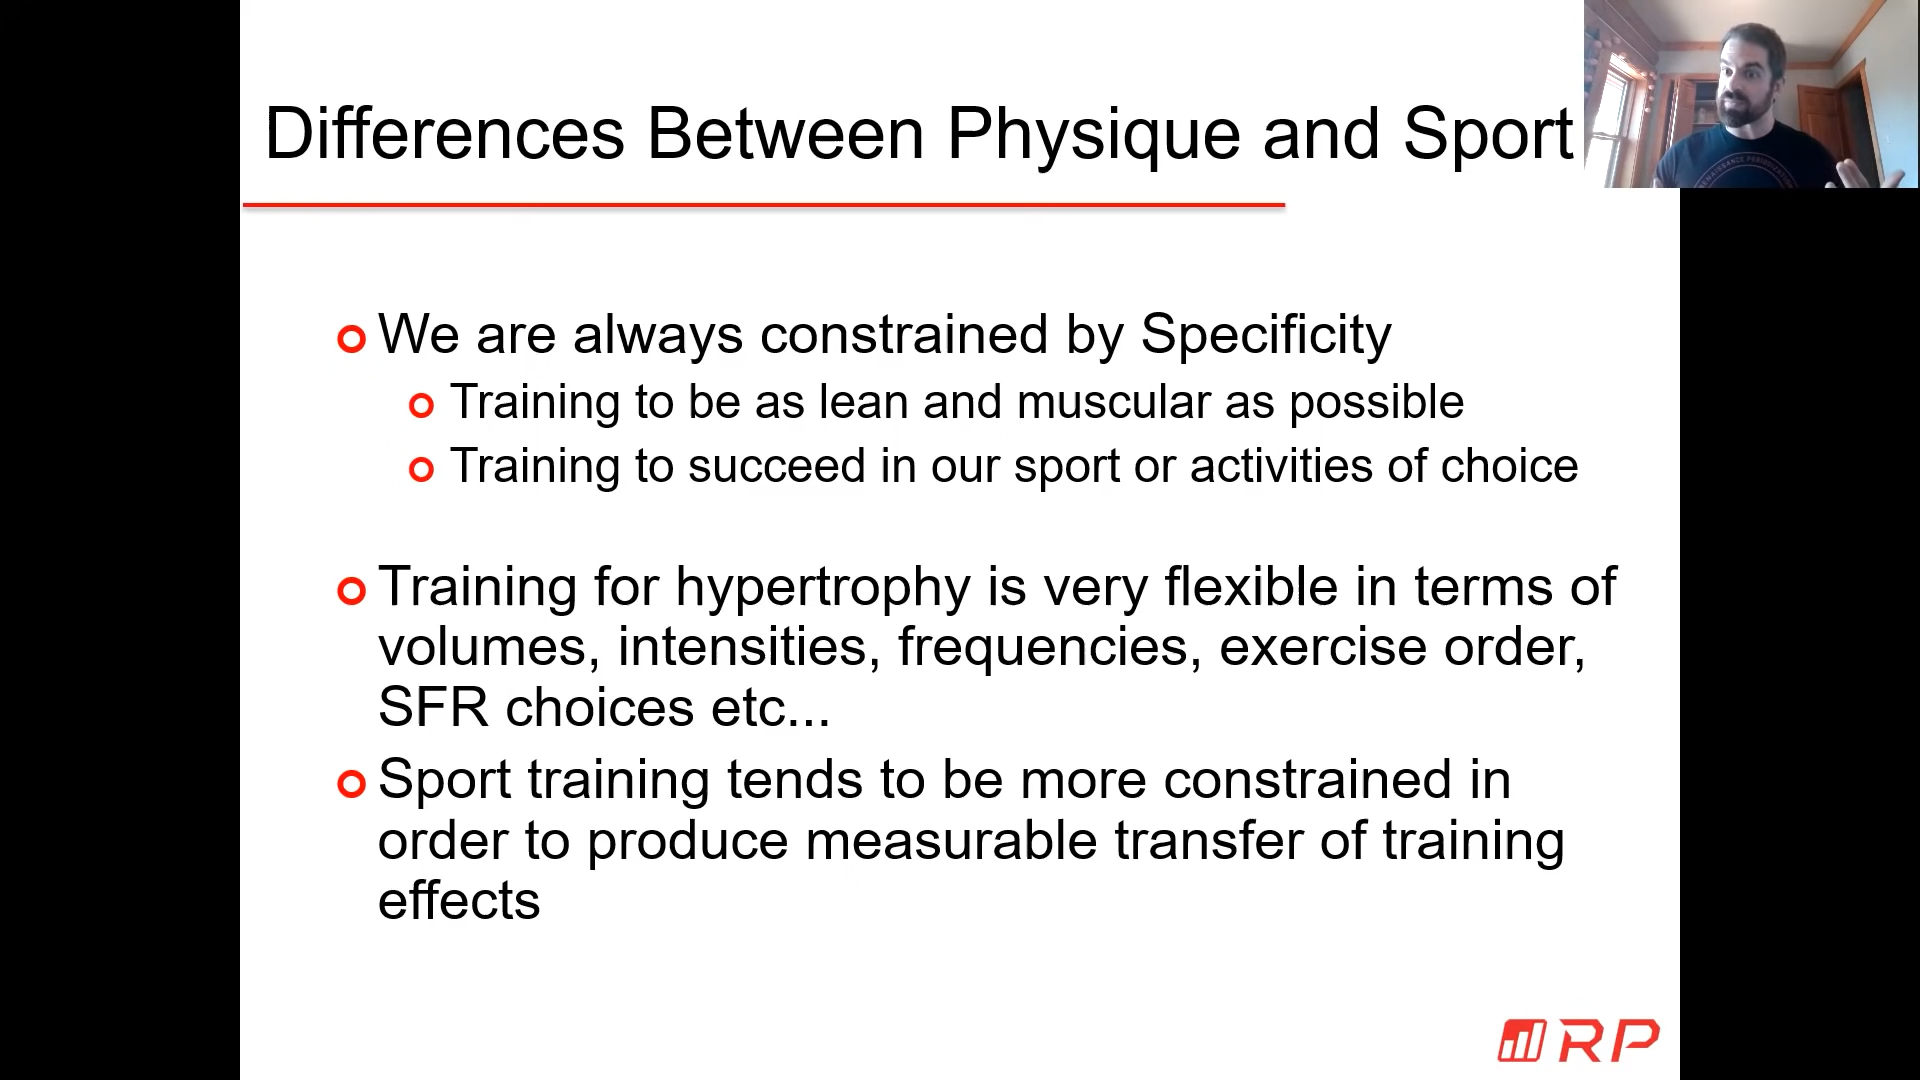 Differences Between Physique and Sport
We are always constrained by Specificity
Training to be as lean and muscular as possible
Training to succeed in our sport or activities of choice
Training for hypertrophy is very flexible in terms of
volumes, intensities, frequencies, exercise order,
SFR choices etc...
Sport training tends to be more constrained in
order to produce measurable transfer of training
effects
RP